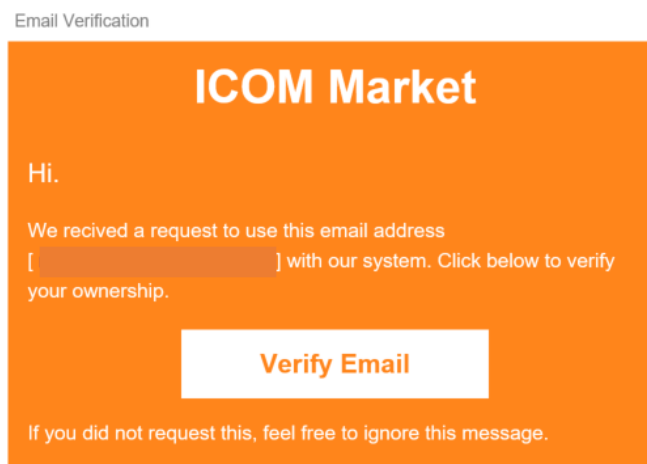 Email Verification
ICOM Market
Hi.
We recived a request to use this email address
[ ] with our system. Click below to verify
your ownership.
Verify Email
If you did not request this, feel free to ignore this message.